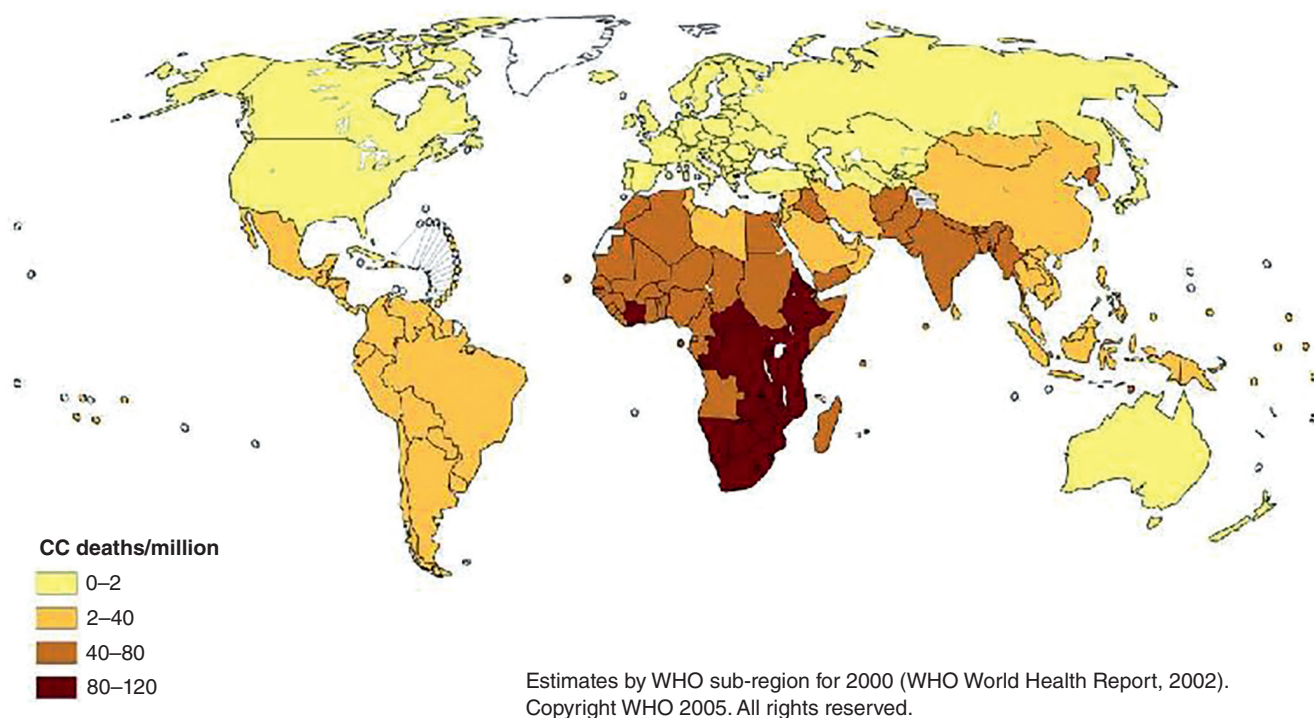 CC deaths/million
0–2
2–40
40–80
80–120
Estimates by WHO sub-region for 2000 (WHO World Health Report, 2002).
Copyright WHO 2005. All rights reserved.